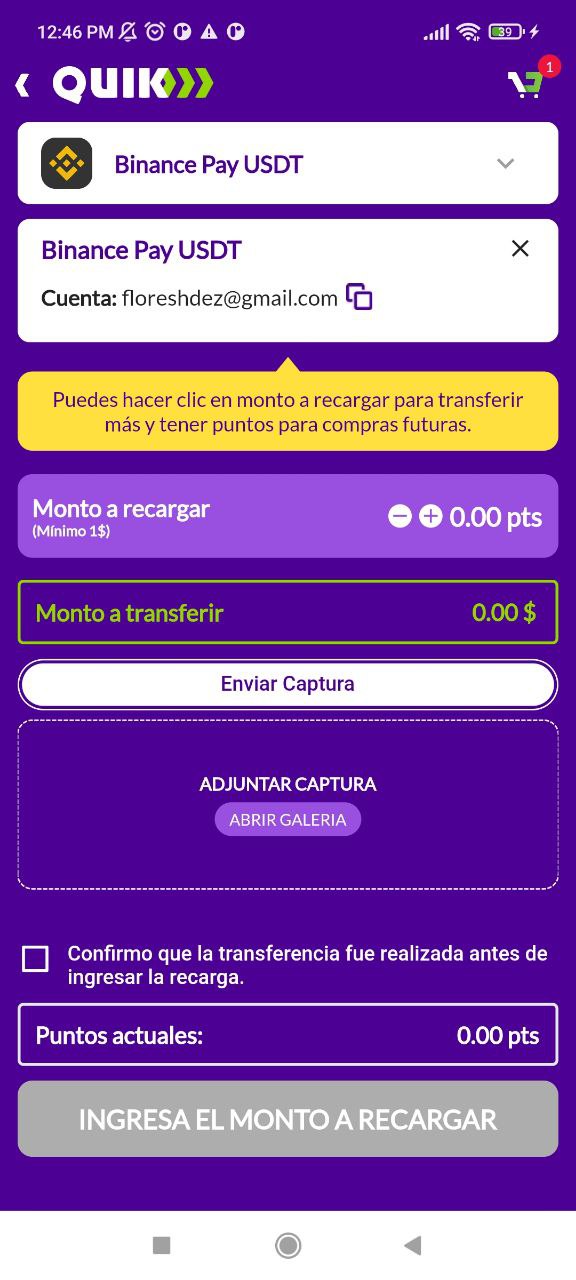 12:46 PM
39
QUIK
1
Binance Pay USDT
Binance Pay USDT
Cuenta: floreshdez@gmail.com
Puedes hacer clic en monto a recargar para transferir
más y tener puntos para compras futuras.
Monto a recargar
(Mínimo 1$)
0.00 pts
Monto a transferir
0.00 $
Enviar Captura
ADJUNTAR CAPTURA
ABRIR GALERIA
Confirmo que la transferencia fue realizada antes de
ingresar la recarga.
Puntos actuales:
0.00 pts
INGRESA EL MONTO A RECARGAR